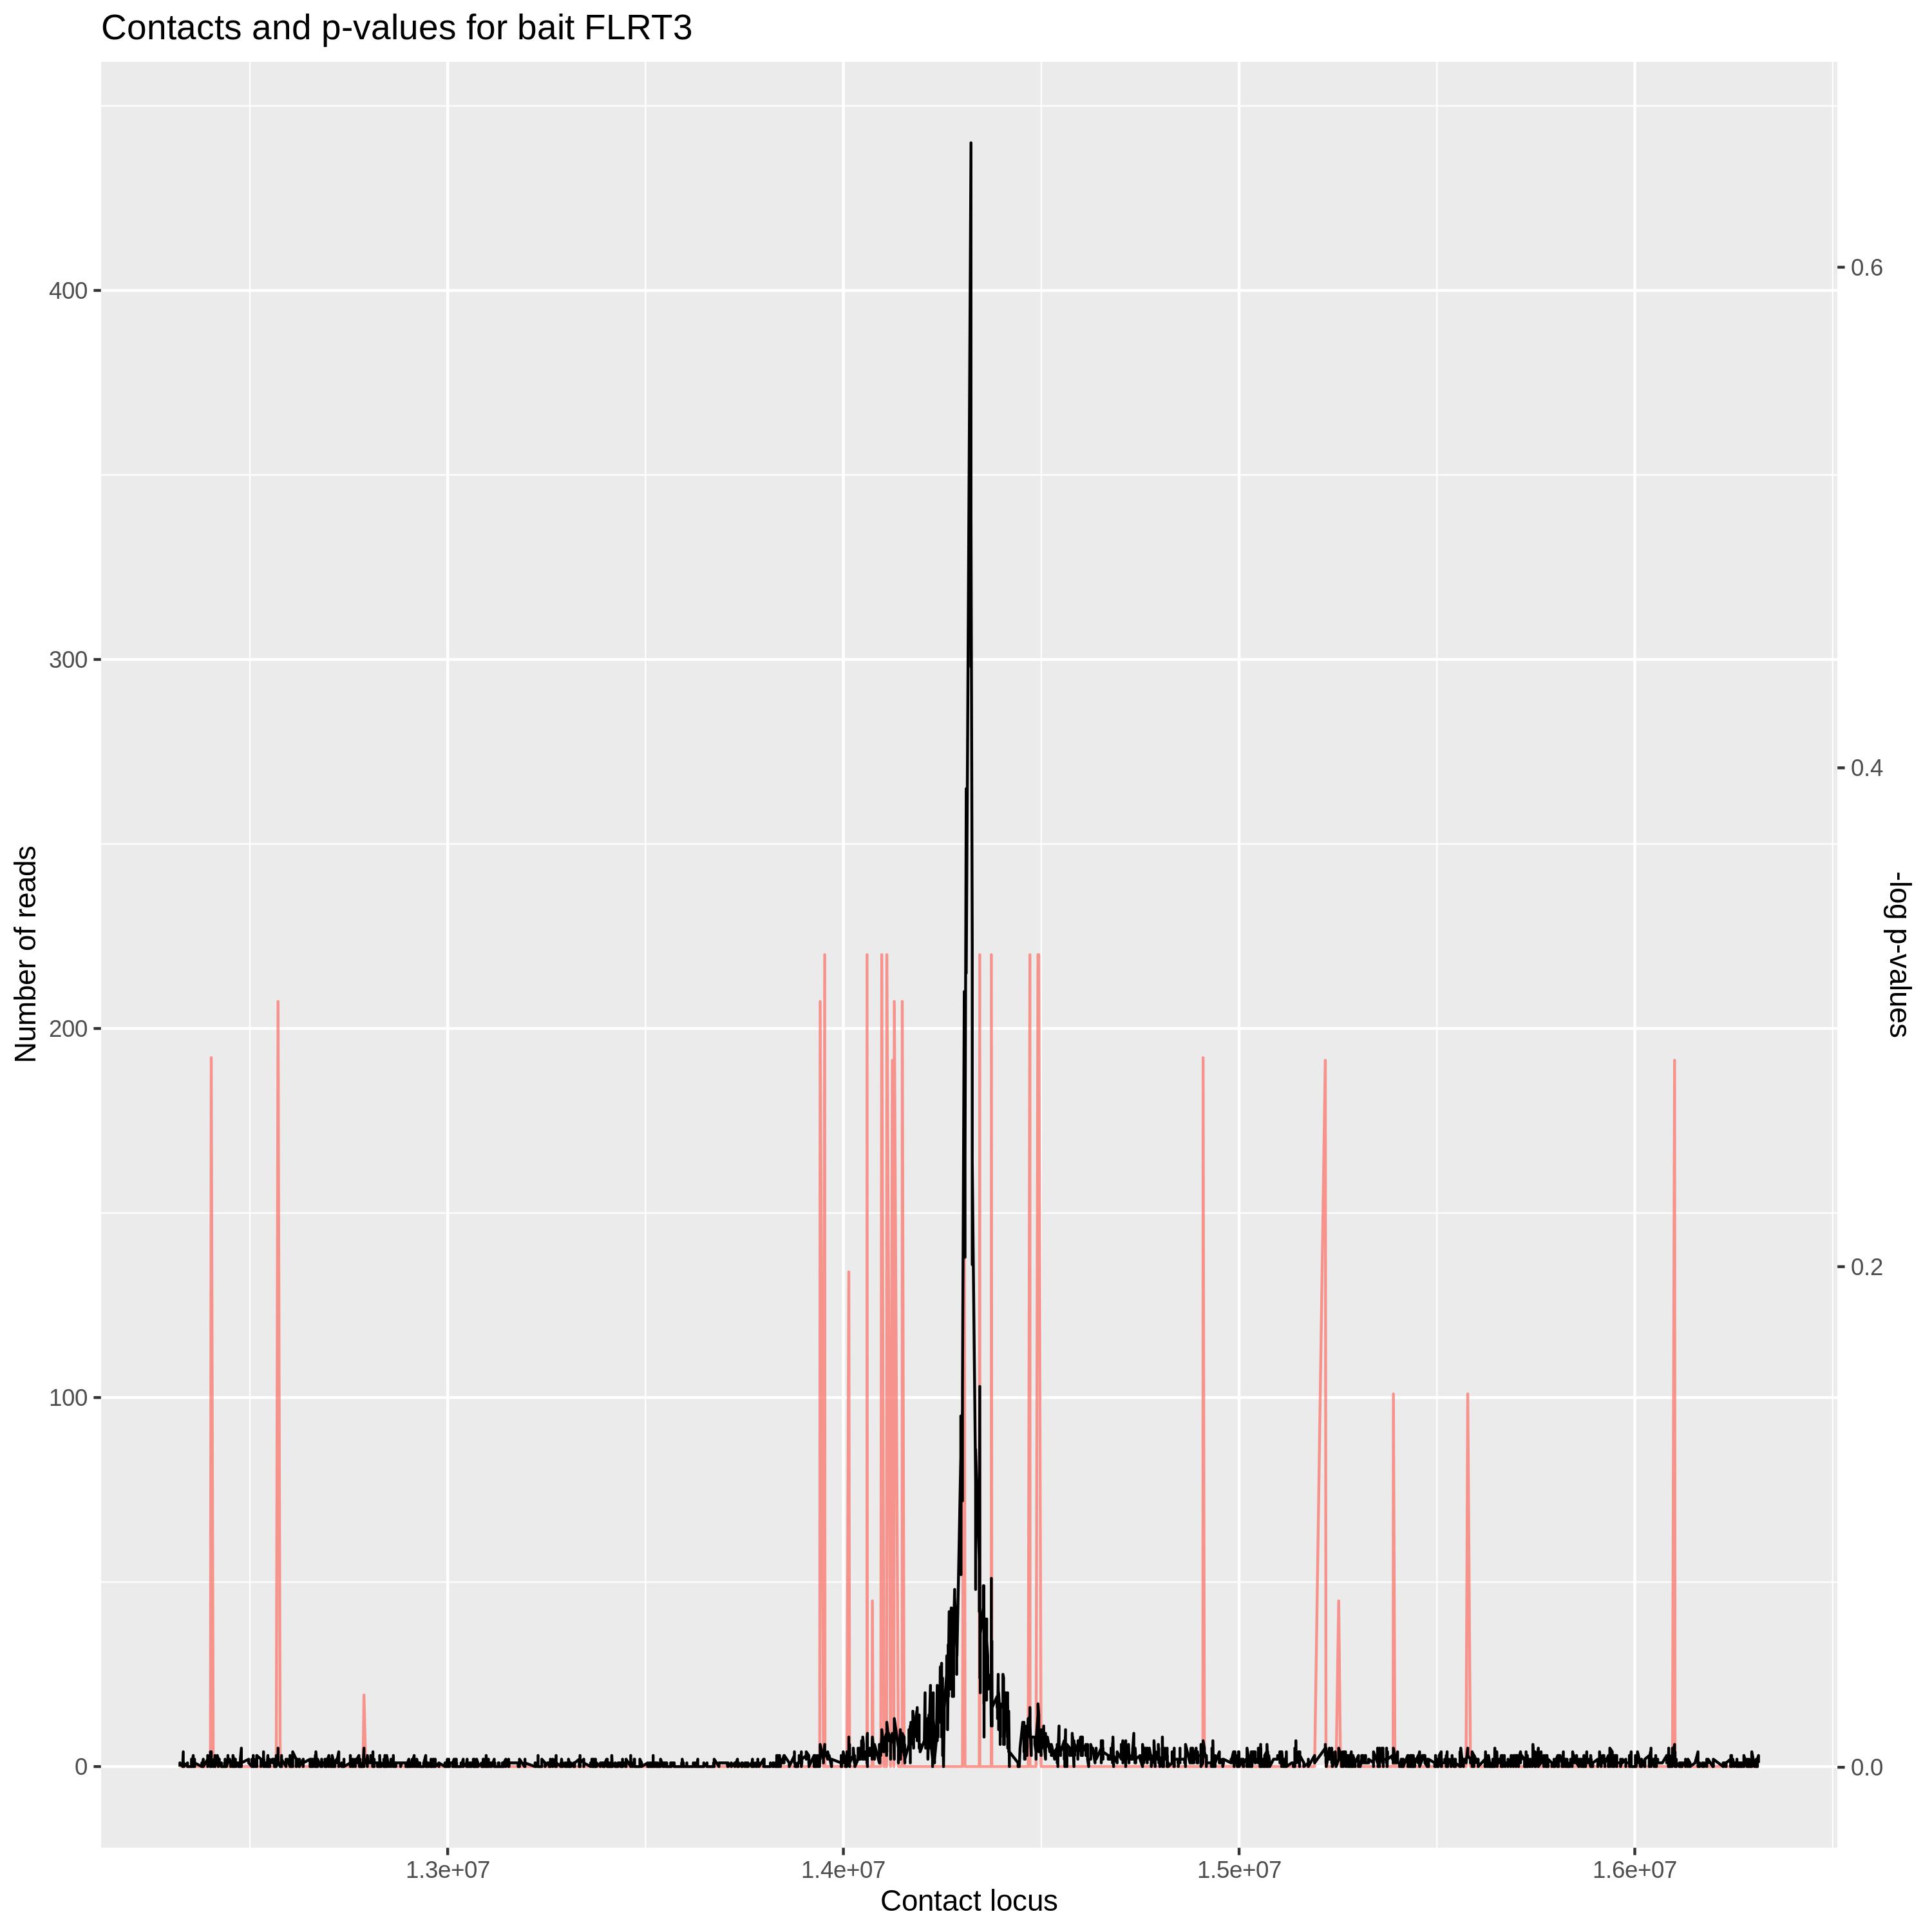 Contacts and p-values for bait FLRT3
400
300
200
100
0
Number of reads
0.6
0.4
0.2
0.0
-log p-values
1.3e+07
1.4e+07
1.5e+07
1.6e+07
Contact locus